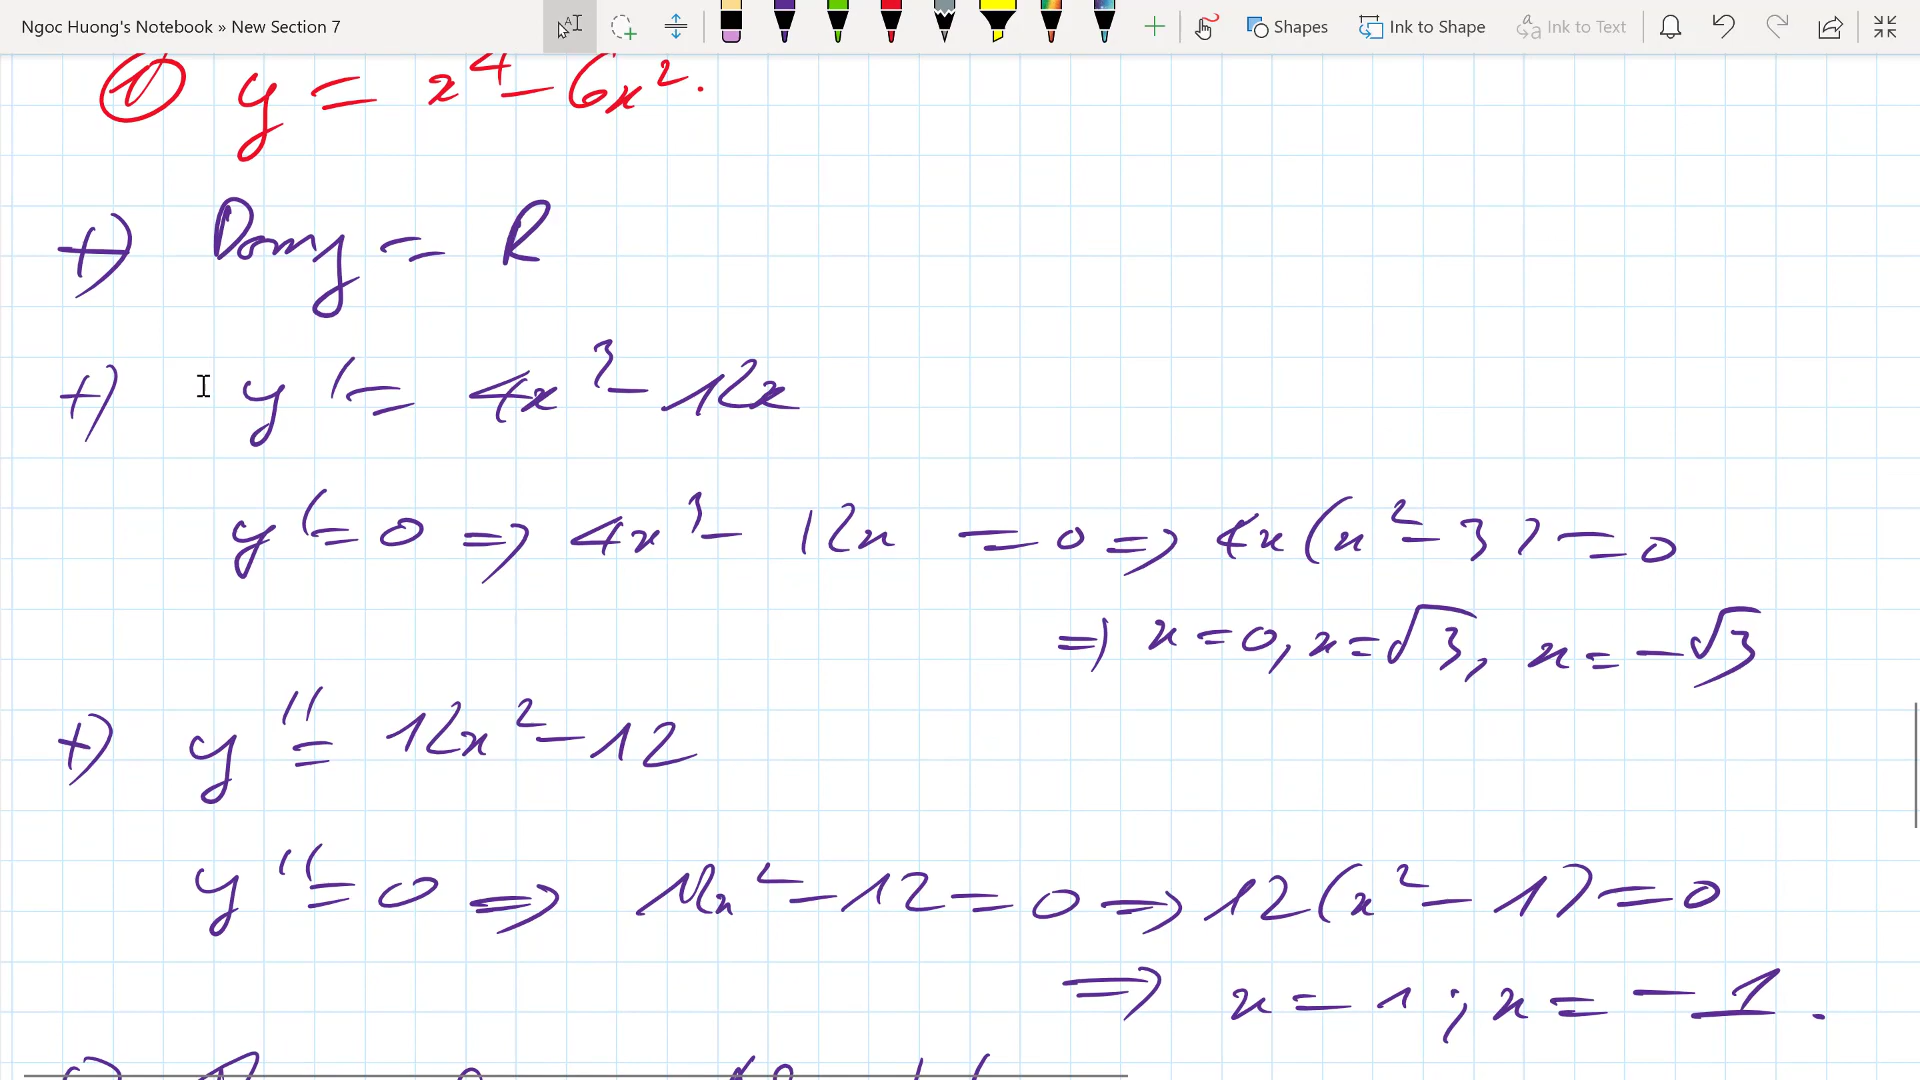 Ngoc Huong's Notebook » New Section 7 Shapes Ink to Shape Ink to Text
① y = x⁴ - 6x².
+) Dom y = R
+) y' = 4x³ - 12x
y' = 0 => 4x³ - 12x = 0 => 4x(x² - 3) = 0
=> x = 0, x = √3, x = -√3
+) y'' = 12x² - 12
y'' = 0 => 12x² - 12 = 0 => 12(x² - 1) = 0
=> x = 1; x = -1.